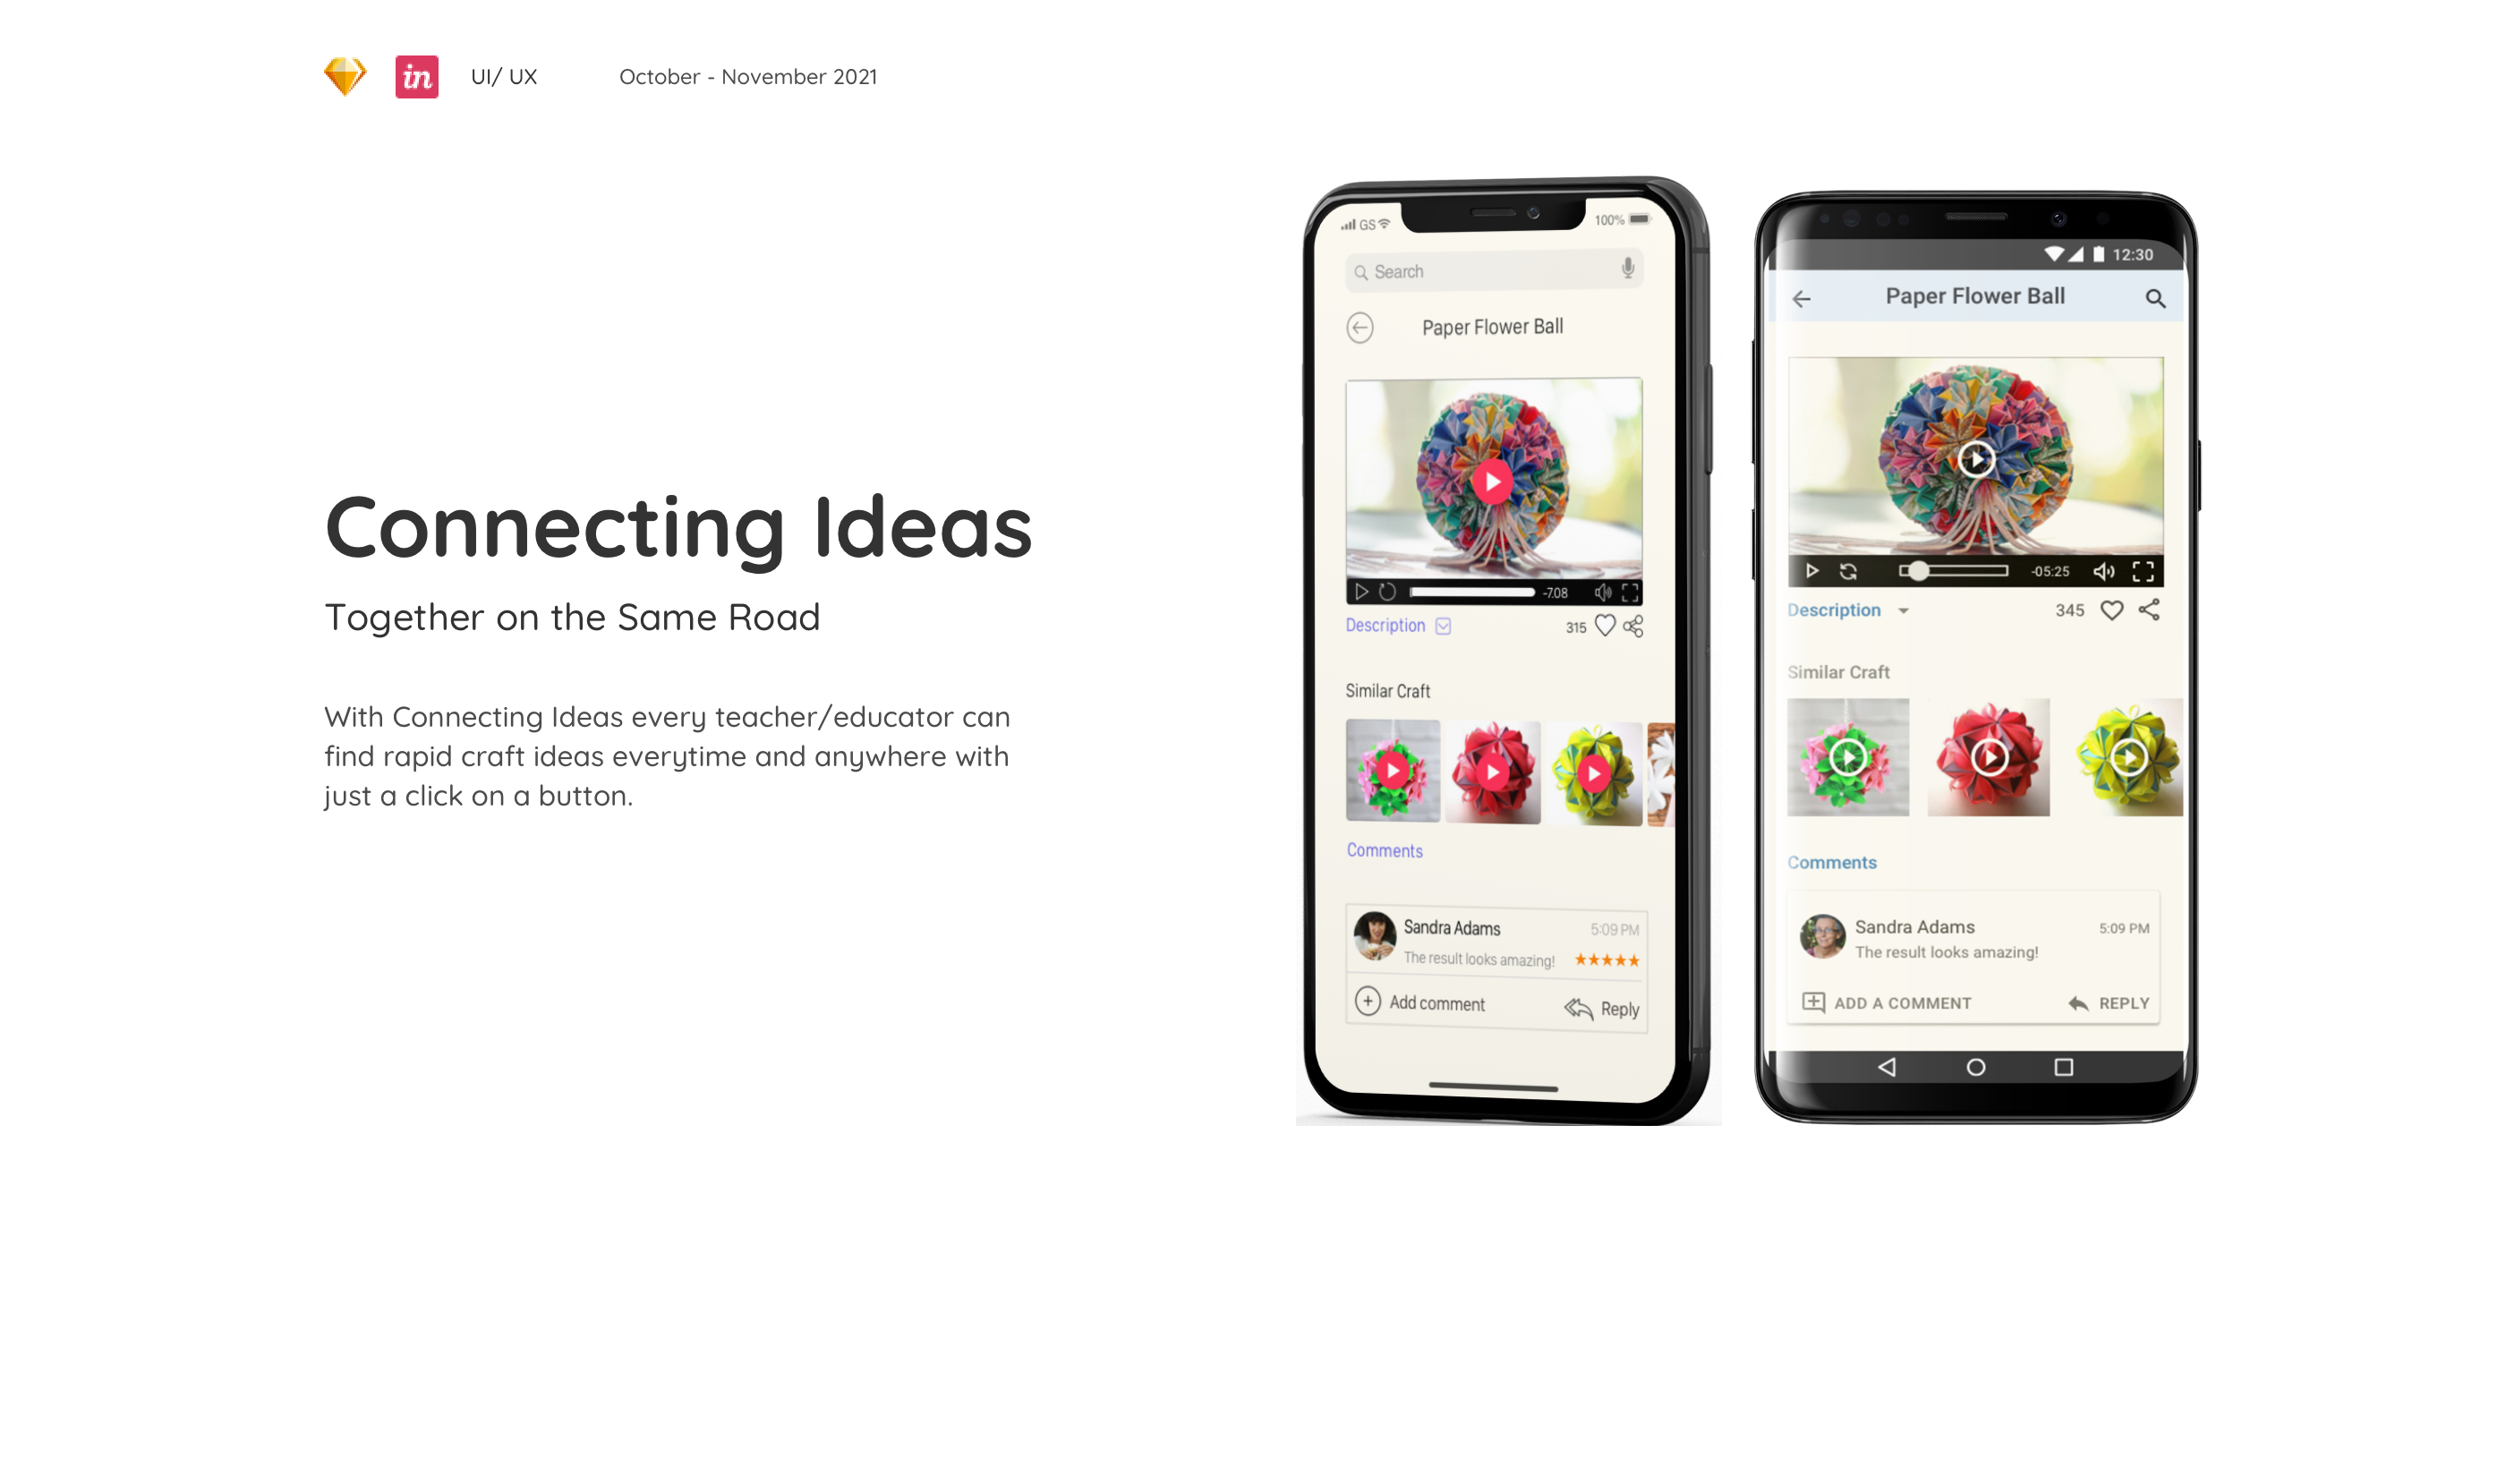 in
UI/ UX
October - November 2021
Connecting Ideas
Together on the Same Road
With Connecting Ideas every teacher/educator can
find rapid craft ideas everytime and anywhere with
just a click on a button.
GS
100%
Search
Paper Flower Ball
-7.08
Description
315
Similar Craft
Comments
Sandra Adams
5:09 PM
The result looks amazing!
Add comment
Reply
12:30
Paper Flower Ball
-05:25
Description
345
Similar Craft
Comments
Sandra Adams
5:09 PM
The result looks amazing!
ADD A COMMENT
REPLY